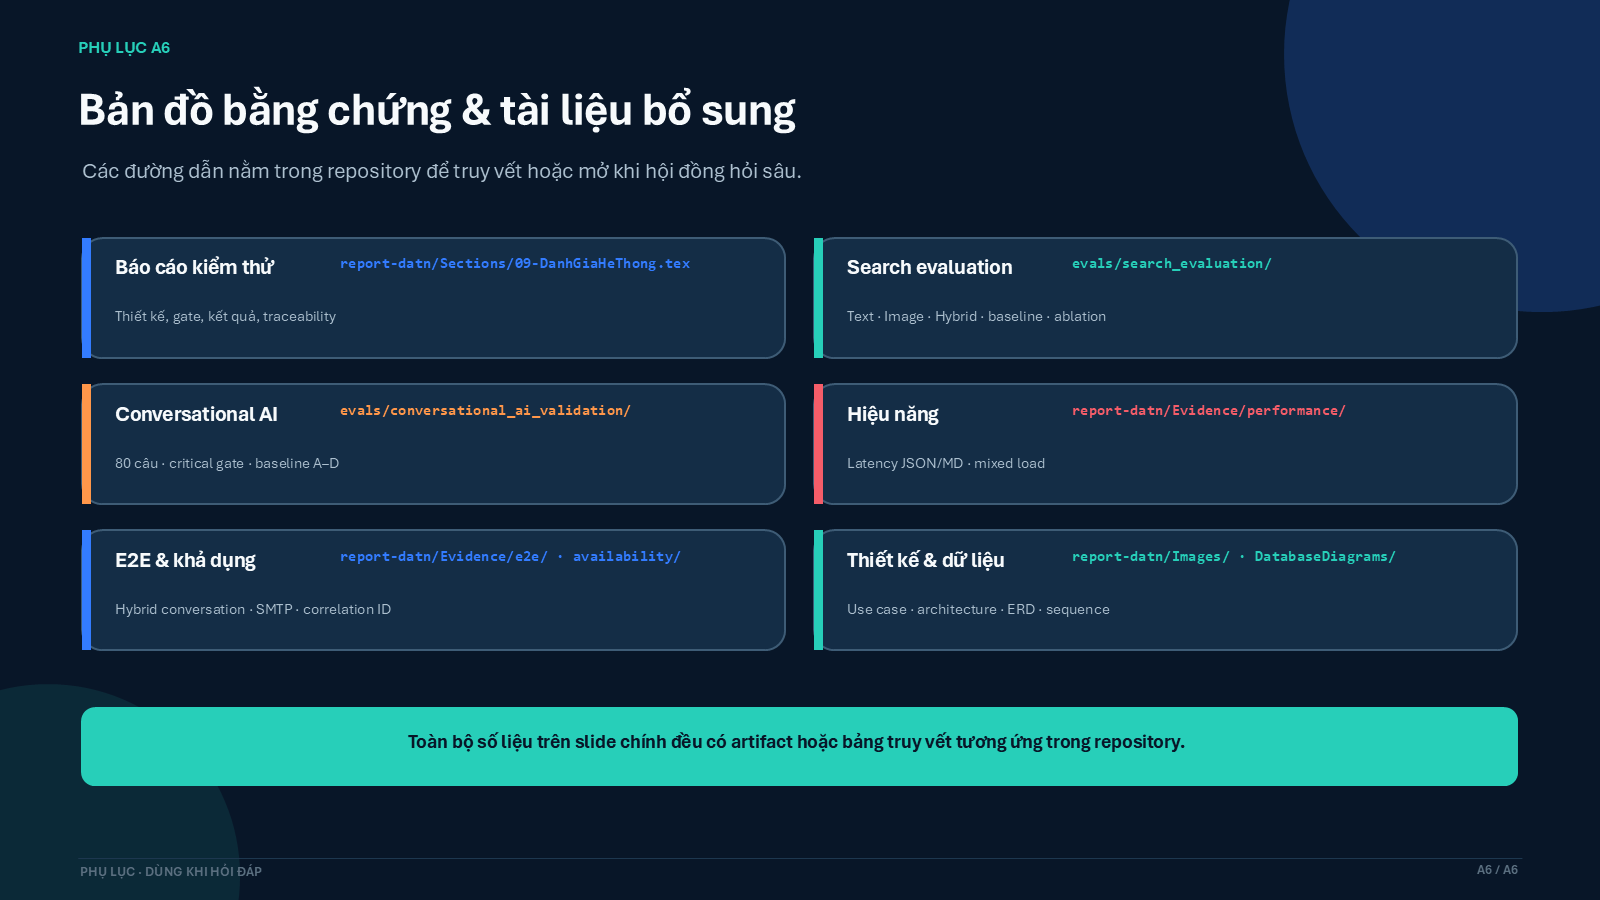 PHỤ LỤC A6
Bản đồ bằng chứng & tài liệu bổ sung
Các đường dẫn nằm trong repository để truy vết hoặc mở khi hội đồng hỏi sâu.
Báo cáo kiểm thử
report-datn/Sections/09-DanhGiaHeThong.tex
Thiết kế, gate, kết quả, traceability
Search evaluation
evals/search_evaluation/
Text · Image · Hybrid · baseline · ablation
Conversational AI
evals/conversational_ai_validation/
80 câu · critical gate · baseline A–D
Hiệu năng
report-datn/Evidence/performance/
Latency JSON/MD · mixed load
E2E & khả dụng
report-datn/Evidence/e2e/ · availability/
Hybrid conversation · SMTP · correlation ID
Thiết kế & dữ liệu
report-datn/Images/ · DatabaseDiagrams/
Use case · architecture · ERD · sequence
Toàn bộ số liệu trên slide chính đều có artifact hoặc bảng truy vết tương ứng trong repository.
PHỤ LỤC · DÙNG KHI HỎI ĐÁP
A6 / A6